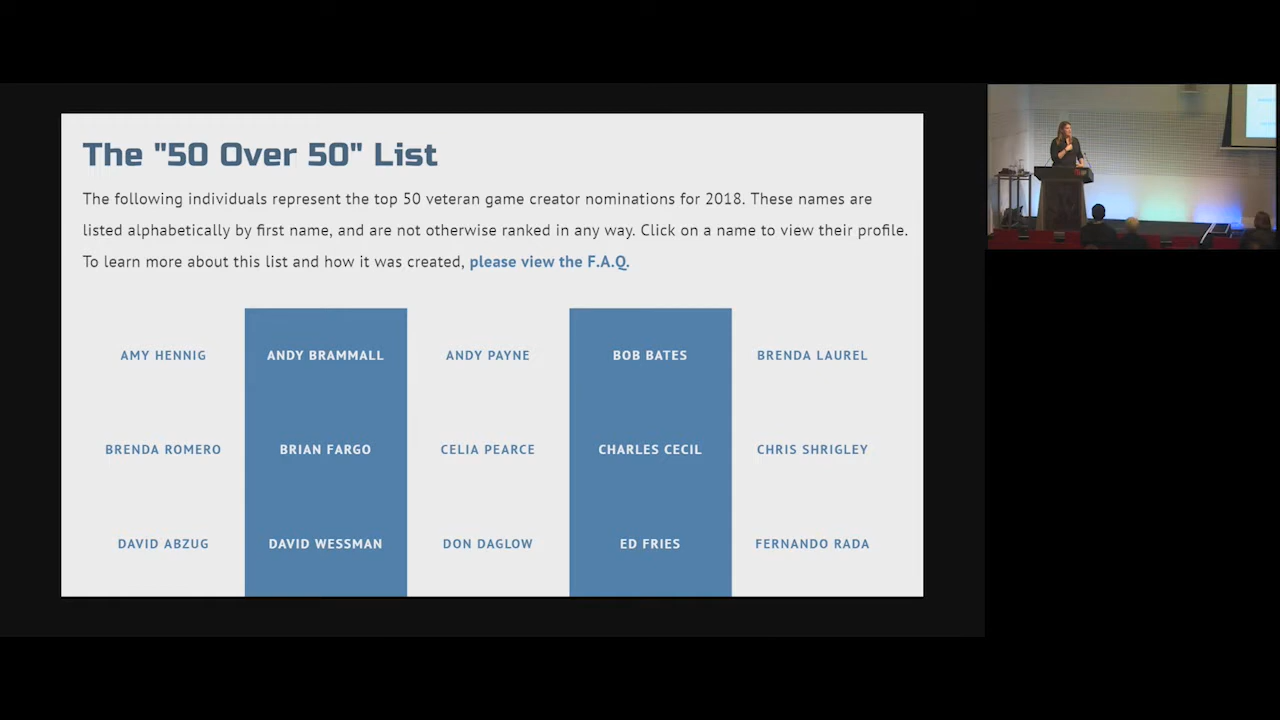 The "50 Over 50" List
The following individuals represent the top 50 veteran game creator nominations for 2018. These names are
listed alphabetically by first name, and are not otherwise ranked in any way. Click on a name to view their profile.
To learn more about this list and how it was created, please view the F.A.Q.
AMY HENNIG ANDY BRAMMALL ANDY PAYNE BOB BATES BRENDA LAUREL
BRENDA ROMERO BRIAN FARGO CELIA PEARCE CHARLES CECIL CHRIS SHRIGLEY
DAVID ABZUG DAVID WESSMAN DON DAGLOW ED FRIES FERNANDO RADA